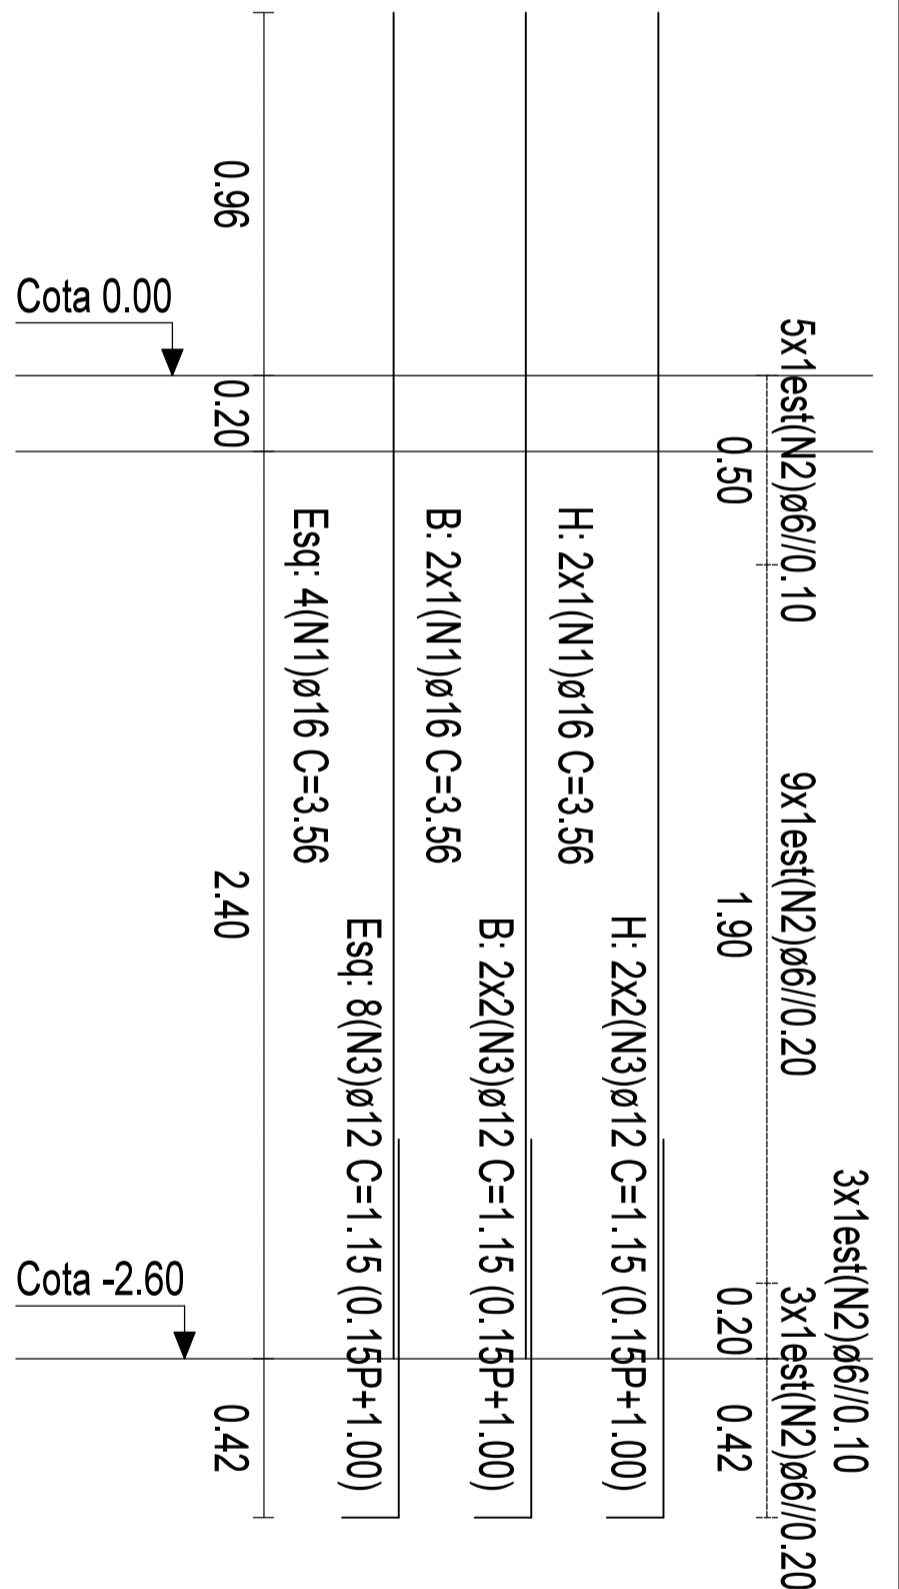 0.96
Cota 0.00
0.20
2.40
Cota -2.60
0.42
Esq: 4(N1)ø16 C=3.56
Esq: 8(N3)ø12 C=1.15 (0.15P+1.00)
B: 2x1(N1)ø16 C=3.56
B: 2x2(N3)ø12 C=1.15 (0.15P+1.00)
H: 2x1(N1)ø16 C=3.56
H: 2x2(N3)ø12 C=1.15 (0.15P+1.00)
0.50
1.90
0.20
0.42
5x1est(N2)ø6//0.10
9x1est(N2)ø6//0.20
3x1est(N2)ø6//0.20
3x1est(N2)ø6//0.10